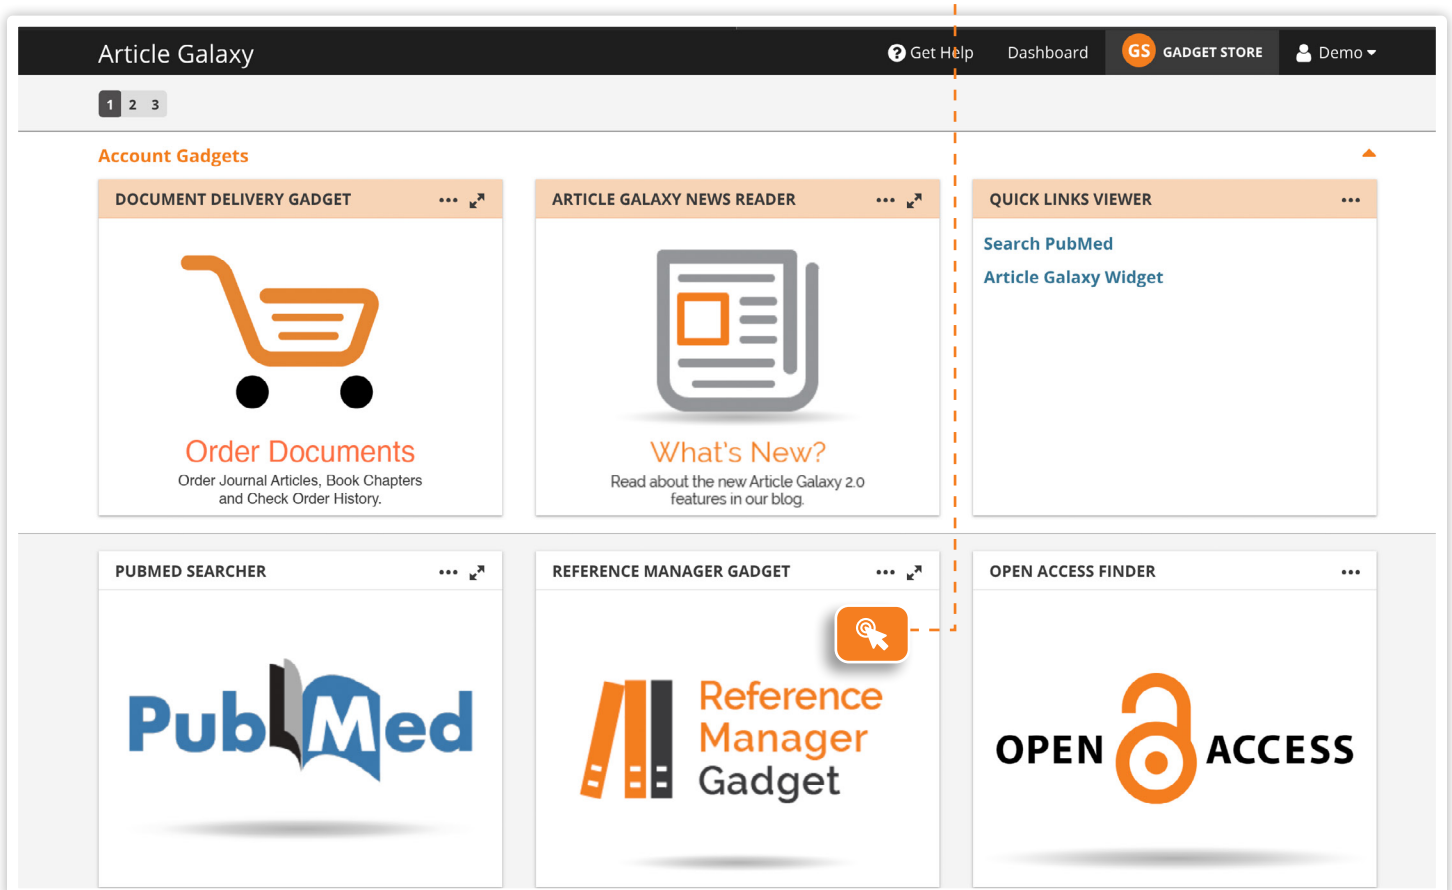 Article Galaxy
Get Help Dashboard GS GADGET STORE Demo
1 2 3
Account Gadgets
DOCUMENT DELIVERY GADGET
Order Documents
Order Journal Articles, Book Chapters
and Check Order History.
ARTICLE GALAXY NEWS READER
What's New?
Read about the new Article Galaxy 2.0
features in our blog.
QUICK LINKS VIEWER
Search PubMed
Article Galaxy Widget
PUBMED SEARCHER
PubMed
REFERENCE MANAGER GADGET
Reference
Manager
Gadget
OPEN ACCESS FINDER
OPEN ACCESS